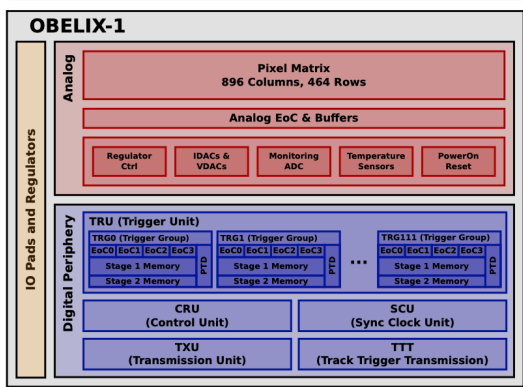 OBELIX-1
IO Pads and Regulators
Analog
Pixel Matrix
896 Columns, 464 Rows
Analog EoC & Buffers
Regulator
Ctrl
IDACs &
VDACs
Monitoring
ADC
Temperature
Sensors
PowerOn
Reset
Digital Periphery
TRU (Trigger Unit)
TRG0 (Trigger Group)
EoC0 EoC1 EoC2 EoC3
Stage 1 Memory
Stage 2 Memory
PTD
TRG1 (Trigger Group)
EoC0 EoC1 EoC2 EoC3
Stage 1 Memory
Stage 2 Memory
PTD
...
TRG111 (Trigger Group)
EoC0 EoC1 EoC2 EoC3
Stage 1 Memory
Stage 2 Memory
PTD
CRU
(Control Unit)
SCU
(Sync Clock Unit)
TXU
(Transmission Unit)
TTT
(Track Trigger Transmission)